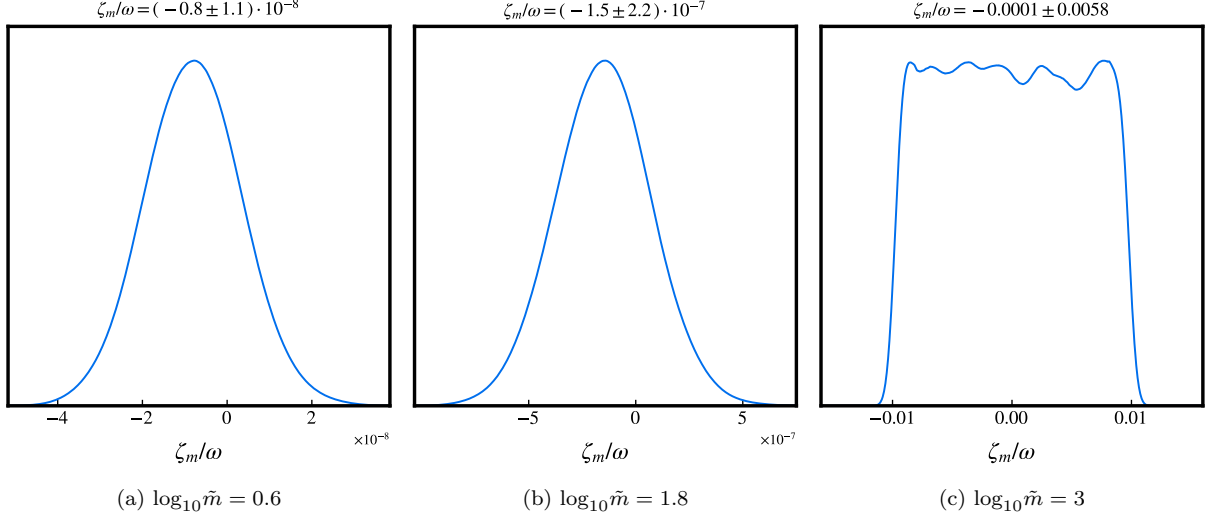 ζₘ/ω = (−0.8 ± 1.1) · 10⁻⁸
−4 −2 0 2
×10⁻⁸
ζₘ/ω
(a) log₁₀m̃ = 0.6
ζₘ/ω = (−1.5 ± 2.2) · 10⁻⁷
−5 0 5
×10⁻⁷
ζₘ/ω
(b) log₁₀m̃ = 1.8
ζₘ/ω = −0.0001 ± 0.0058
−0.01 0.00 0.01
ζₘ/ω
(c) log₁₀m̃ = 3